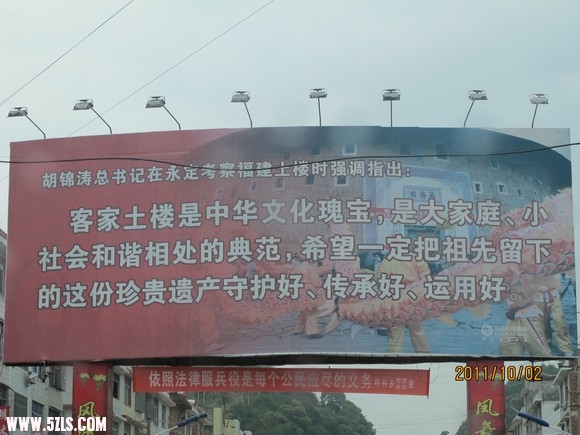 胡锦涛总书记在永定考察福建土楼时强调指出：
客家土楼是中华文化瑰宝，是大家庭、小
社会和谐相处的典范，希望一定把祖先留下
的这份珍贵遗产守护好、传承好、运用好。
依照法律服兵役是每个公民应尽的义务
2011/10/02
凤
凤
WWW.5ZLS.COM